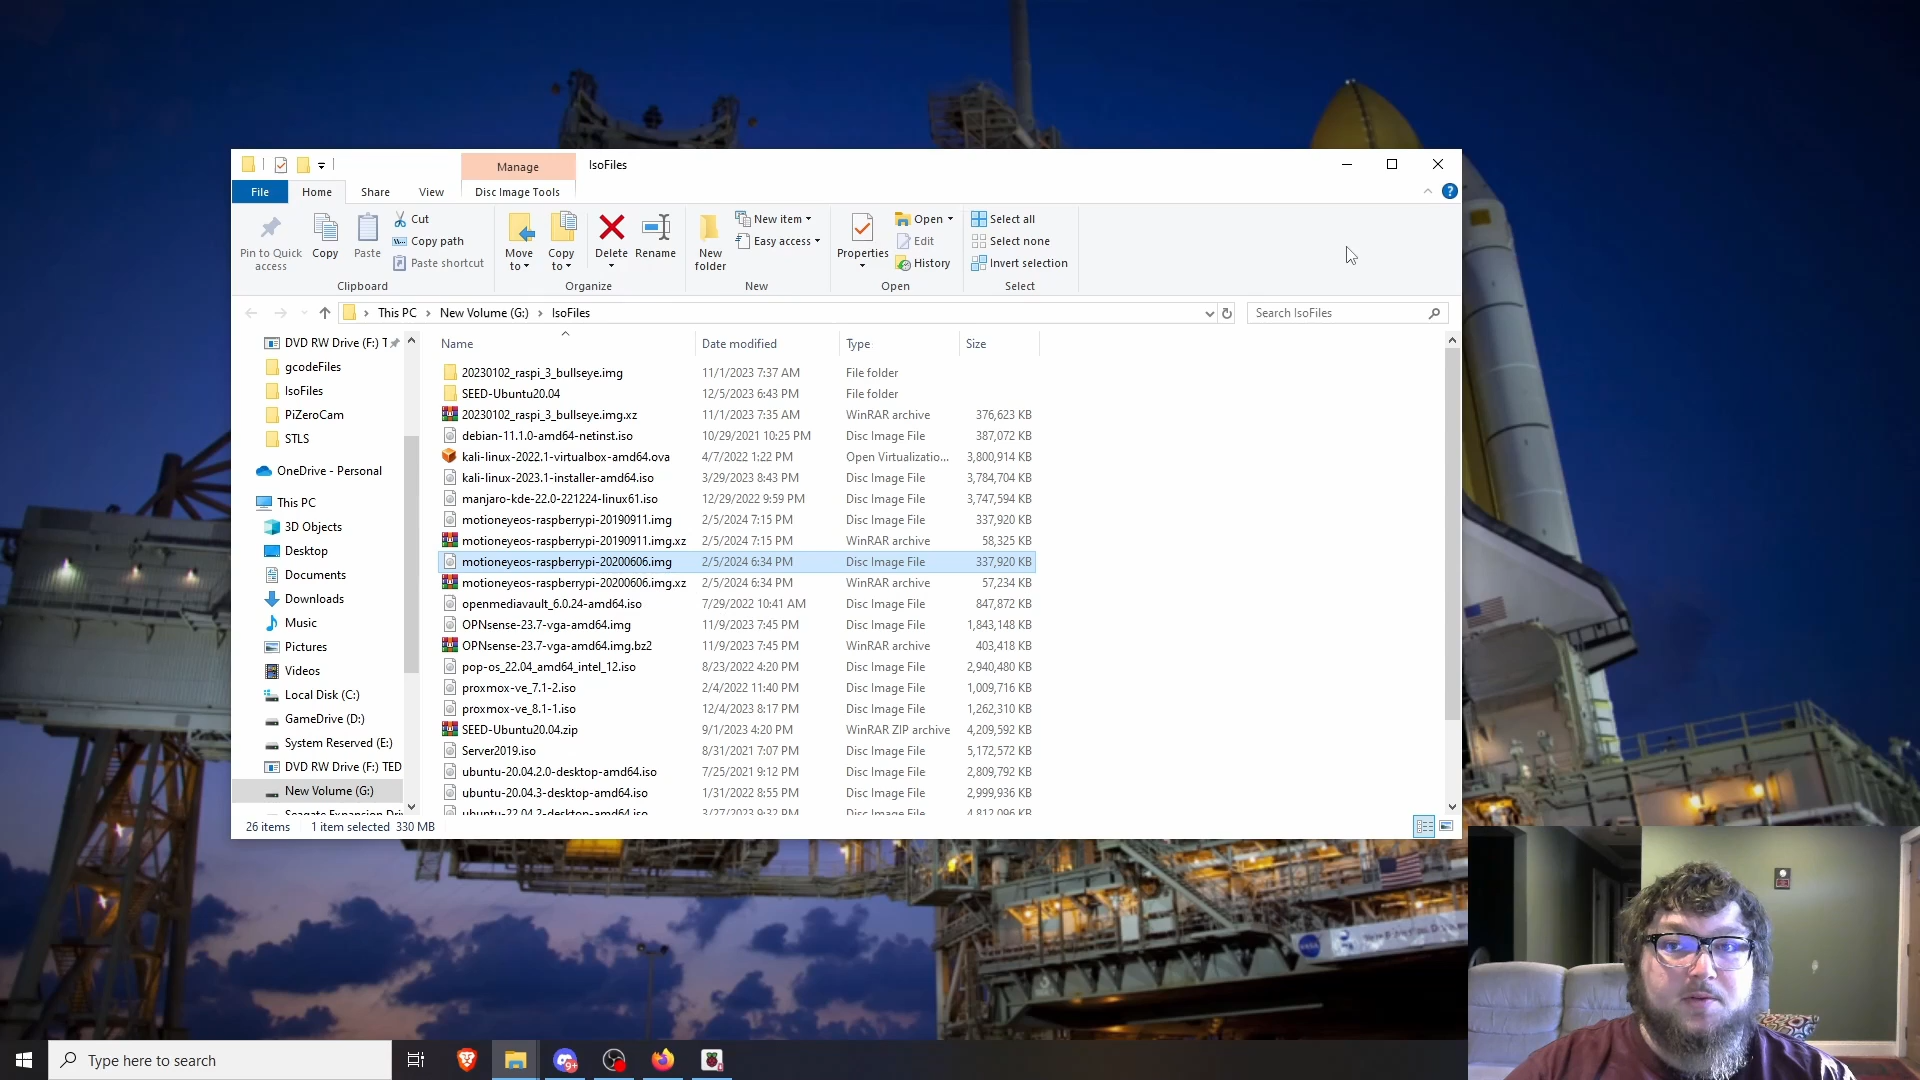 Manage
IsoFiles
File
Home
Share
View
Disc Image Tools
Pin to Quick access
Copy
Paste
Cut
Copy path
Paste shortcut
Clipboard
Move to
Copy to
Delete
Rename
Organize
New folder
New item
Easy access
New
Properties
Open
Edit
History
Open
Select all
Select none
Invert selection
Select
This PC
New Volume (G:)
IsoFiles
Search IsoFiles
DVD RW Drive (F:) T
gcodeFiles
IsoFiles
PiZeroCam
STLS
OneDrive - Personal
This PC
3D Objects
Desktop
Documents
Downloads
Music
Pictures
Videos
Local Disk (C:)
GameDrive (D:)
System Reserved (E:)
DVD RW Drive (F:) TED
New Volume (G:)
Name Date modified Type Size
20230102_raspi_3_bullseye.img 11/1/2023 7:37 AM File folder
SEED-Ubuntu20.04 12/5/2023 6:43 PM File folder
20230102_raspi_3_bullseye.img.xz 11/1/2023 7:35 AM WinRAR archive 376,623 KB
debian-11.1.0-amd64-netinst.iso 10/29/2021 10:25 PM Disc Image File 387,072 KB
kali-linux-2022.1-virtualbox-amd64.ova 4/7/2022 1:22 PM Open Virtualizatio... 3,800,914 KB
kali-linux-2023.1-installer-amd64.iso 3/29/2023 8:43 PM Disc Image File 3,784,704 KB
manjaro-kde-22.0-221224-linux61.iso 12/29/2022 9:59 PM Disc Image File 3,747,594 KB
motioneyeos-raspberrypi-20190911.img 2/5/2024 7:15 PM Disc Image File 337,920 KB
motioneyeos-raspberrypi-20190911.img.xz 2/5/2024 7:15 PM WinRAR archive 58,325 KB
motioneyeos-raspberrypi-20200606.img 2/5/2024 6:34 PM Disc Image File 337,920 KB
motioneyeos-raspberrypi-20200606.img.xz 2/5/2024 6:34 PM WinRAR archive 57,234 KB
openmediavault_6.0.24-amd64.iso 7/29/2022 10:41 AM Disc Image File 847,872 KB
OPNsense-23.7-vga-amd64.img 11/9/2023 7:45 PM Disc Image File 1,843,148 KB
OPNsense-23.7-vga-amd64.img.bz2 11/9/2023 7:45 PM WinRAR archive 403,418 KB
pop-os_22.04_amd64_intel_12.iso 8/23/2022 4:20 PM Disc Image File 2,940,480 KB
proxmox-ve_7.1-2.iso 2/4/2022 11:40 PM Disc Image File 1,009,716 KB
proxmox-ve_8.1-1.iso 12/4/2023 8:17 PM Disc Image File 1,262,310 KB
SEED-Ubuntu20.04.zip 9/1/2023 4:20 PM WinRAR ZIP archive 4,209,592 KB
Server2019.iso 8/31/2021 7:07 PM Disc Image File 5,172,572 KB
ubuntu-20.04.2.0-desktop-amd64.iso 7/25/2021 9:12 PM Disc Image File 2,809,792 KB
ubuntu-20.04.3-desktop-amd64.iso 1/31/2022 8:55 PM Disc Image File 2,999,936 KB
ubuntu-22.04.2-desktop-amd64.iso 3/27/2023 9:32 PM Disc Image File 4,812,096 KB
26 items 1 item selected 330 MB
Type here to search
9+